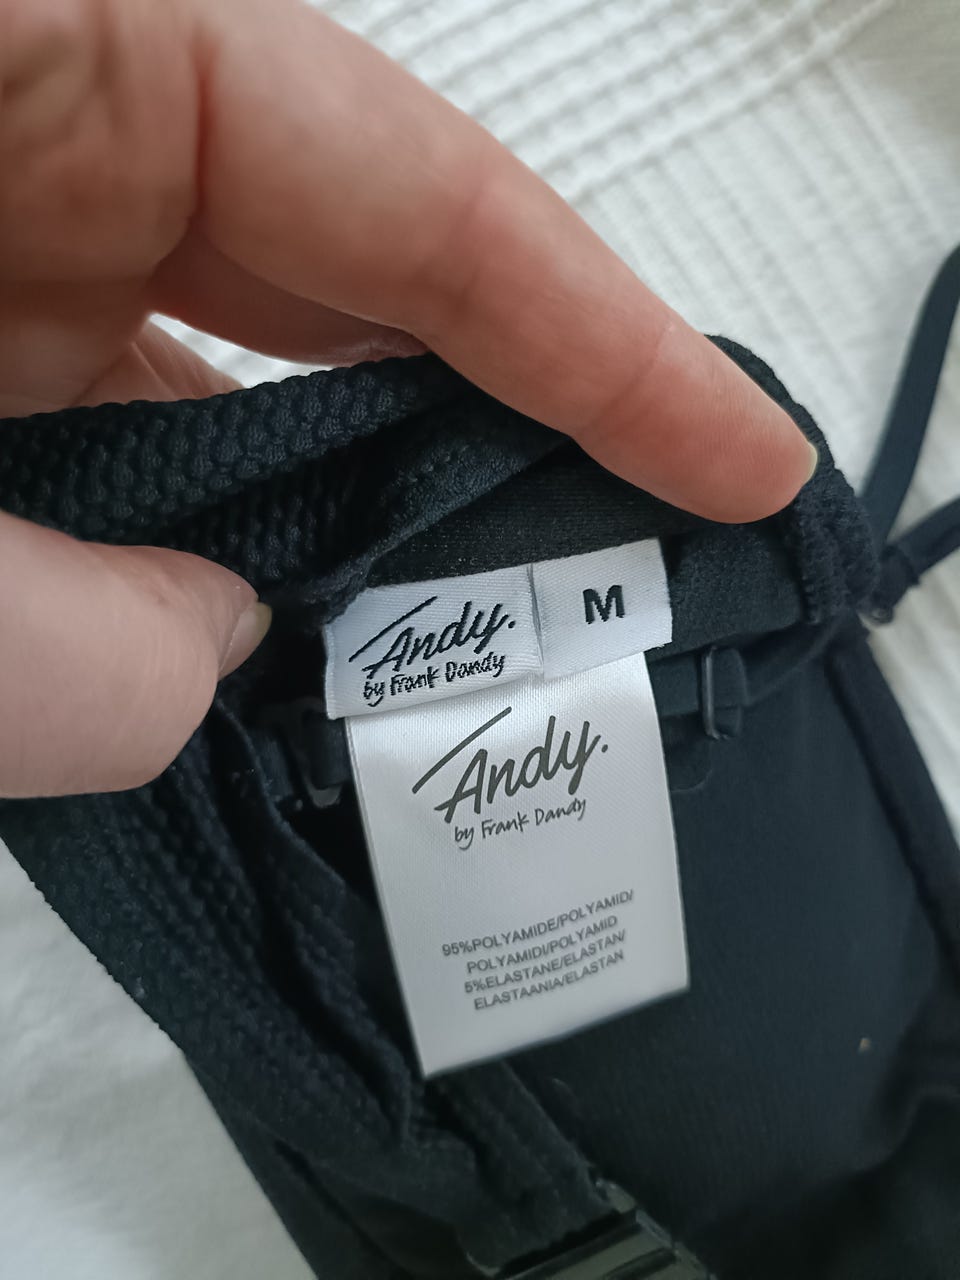 Andy.
by Frank Dandy
M
Andy.
by Frank Dandy
95%POLYAMIDE/POLYAMID/
POLYAMIDI/POLYAMID
5%ELASTANE/ELASTAN/
ELASTAANIA/ELASTAN